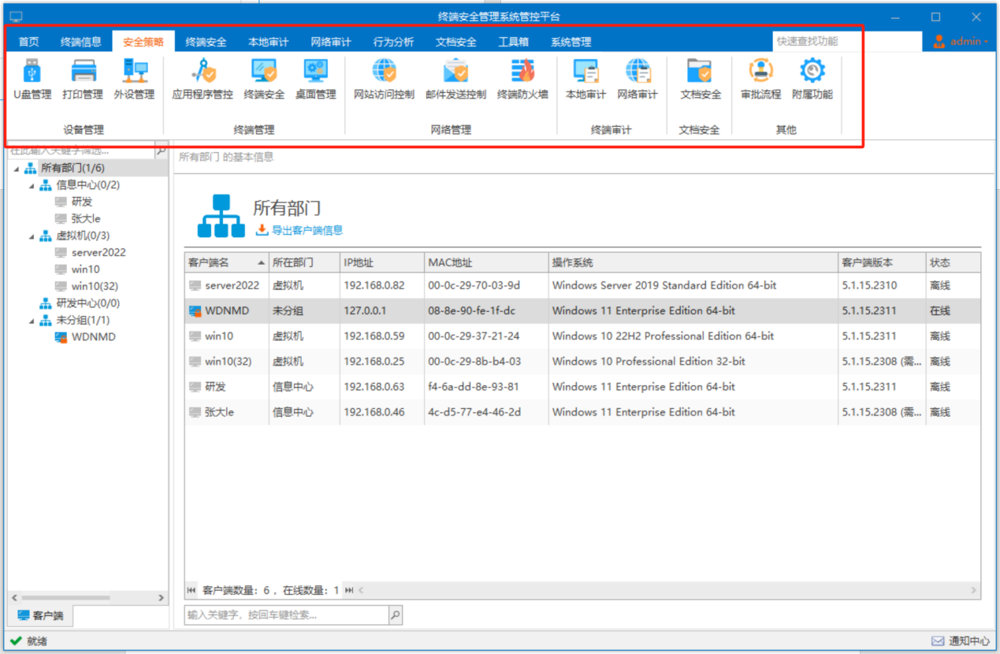 终端安全管理系统管控平台
首页 终端信息 安全策略 终端安全 本地审计 网络审计 行为分析 文档安全 工具箱 系统管理 快速查找功能 admin
U盘管理 打印管理 外设管理 应用程序管控 终端安全 桌面管理 网站访问控制 邮件发送控制 终端防火墙 本地审计 网络审计 文档安全 审批流程 附属功能
设备管理 终端管理 网络管理 终端审计 文档安全 其他
在此输入关键字筛选...
所有部门(1/6)
信息中心(0/2)
研发
张大le
虚拟机(0/3)
server2022
win10
win10(32)
研发中心(0/0)
未分组(1/1)
WDNMD
客户端
所有部门 的基本信息
所有部门
导出客户端信息
客户端名 所在部门 IP地址 MAC地址 操作系统 客户端版本 状态
server2022 虚拟机 192.168.0.82 00-0c-29-70-03-9d Windows Server 2019 Standard Edition 64-bit 5.1.15.2310 离线
WDNMD 未分组 127.0.0.1 08-8e-90-fe-1f-dc Windows 11 Enterprise Edition 64-bit 5.1.15.2311 在线
win10 虚拟机 192.168.0.59 00-0c-29-37-21-24 Windows 10 22H2 Professional Edition 64-bit 5.1.15.2311 离线
win10(32) 虚拟机 192.168.0.25 00-0c-29-8b-b4-03 Windows 10 Professional Edition 32-bit 5.1.15.2308 (需... 离线
研发 信息中心 192.168.0.63 f4-6a-dd-8e-93-81 Windows 11 Enterprise Edition 64-bit 5.1.15.2311 离线
张大le 信息中心 192.168.0.46 4c-d5-77-e4-46-2d Windows 11 Enterprise Edition 64-bit 5.1.15.2308 (需... 离线
客户端数量: 6 , 在线数量: 1
输入关键字, 按回车键检索...
就绪 通知中心